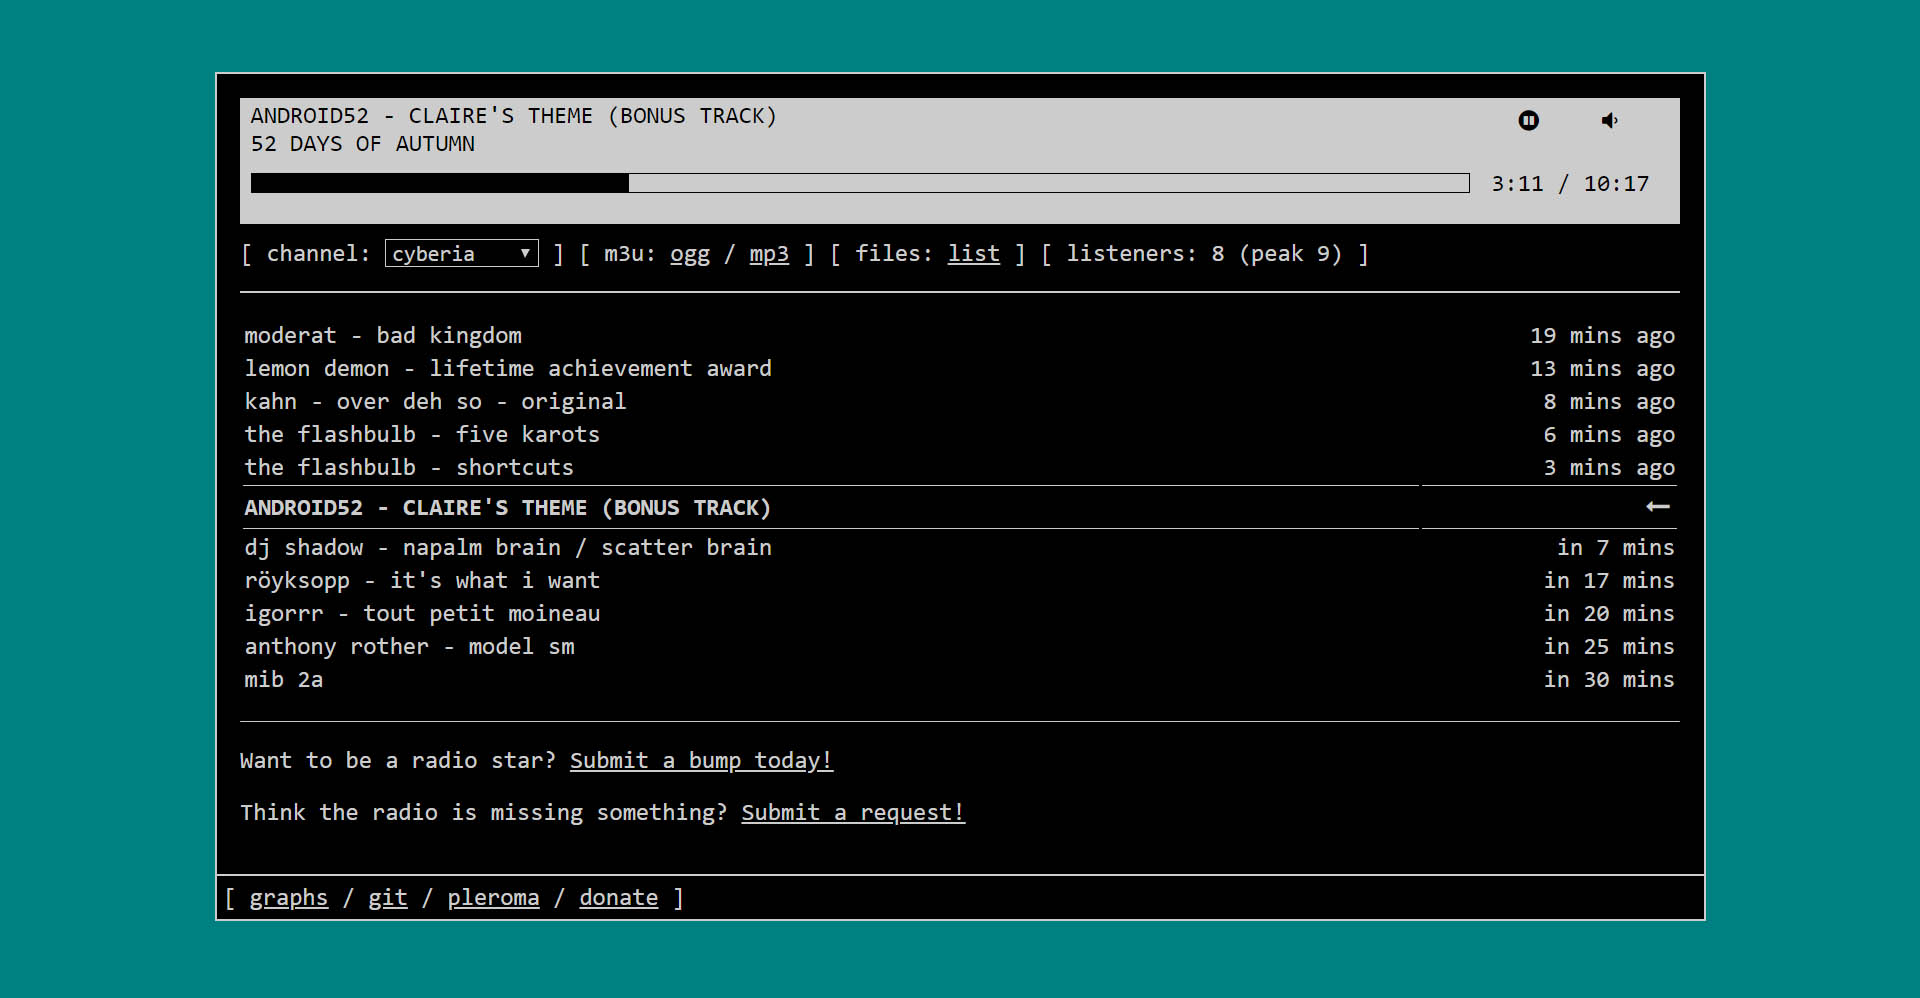 ANDROID52 - CLAIRE'S THEME (BONUS TRACK)
52 DAYS OF AUTUMN
3:11 / 10:17
[ channel: cyberia ▼ ] [ m3u: ogg / mp3 ] [ files: list ] [ listeners: 8 (peak 9) ]
moderat - bad kingdom 19 mins ago
lemon demon - lifetime achievement award 13 mins ago
kahn - over deh so - original 8 mins ago
the flashbulb - five karots 6 mins ago
the flashbulb - shortcuts 3 mins ago
ANDROID52 - CLAIRE'S THEME (BONUS TRACK) ←
dj shadow - napalm brain / scatter brain in 7 mins
röyksopp - it's what i want in 17 mins
igorrr - tout petit moineau in 20 mins
anthony rother - model sm in 25 mins
mib 2a in 30 mins
Want to be a radio star? Submit a bump today!
Think the radio is missing something? Submit a request!
[ graphs / git / pleroma / donate ]